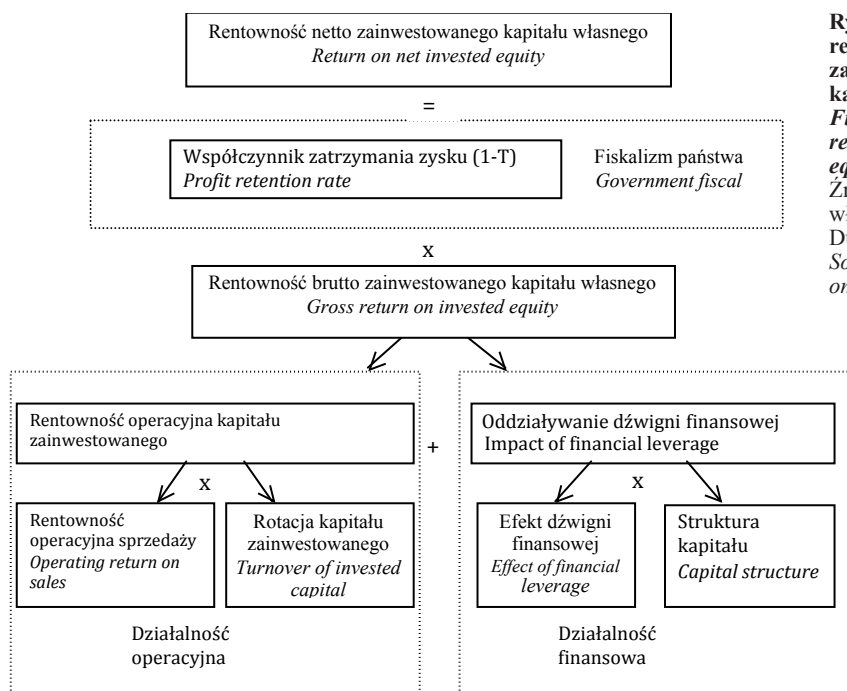 Rentowność netto zainwestowanego kapitału własnego
Return on net invested equity
=
Współczynnik zatrzymania zysku (1-T)
Profit retention rate
Fiskalizm państwa
Government fiscal
x
Rentowność brutto zainwestowanego kapitału własnego
Gross return on invested equity
Rentowność operacyjna kapitału
zainwestowanego
+
Oddziaływanie dźwigni finansowej
Impact of financial leverage
x
x
Rentowność
operacyjna sprzedaży
Operating return on
sales
Rotacja kapitału
zainwestowanego
Turnover of invested
capital
Efekt dźwigni
finansowej
Effect of financial
leverage
Struktura
kapitału
Capital structure
Działalność
operacyjna
Działalność
finansowa